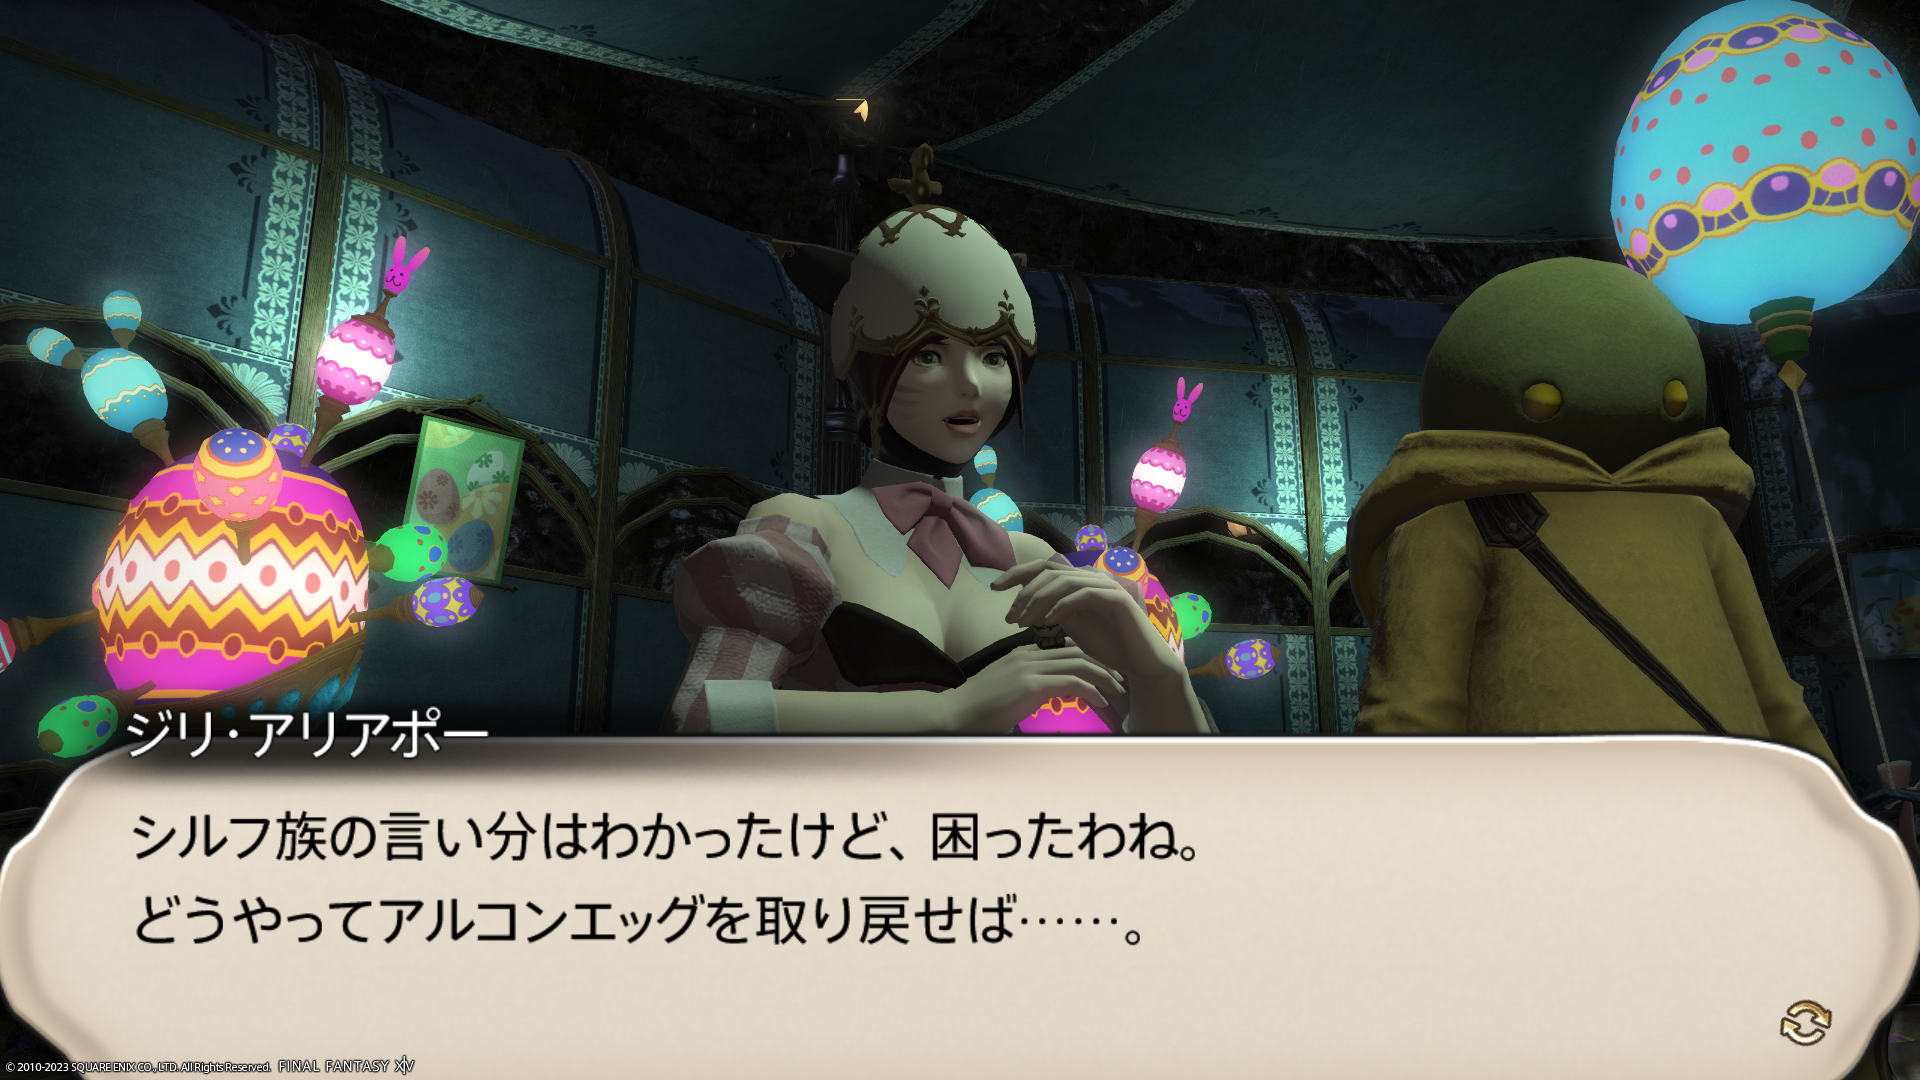 ジリ・アリアポー
シルフ族の言い分はわかったけど、困ったわね。
どうやってアルコンエッグを取り戻せば……。
© 2010-2023 SQUARE ENIX CO., LTD. All Rights Reserved. FINAL FANTASY XIV